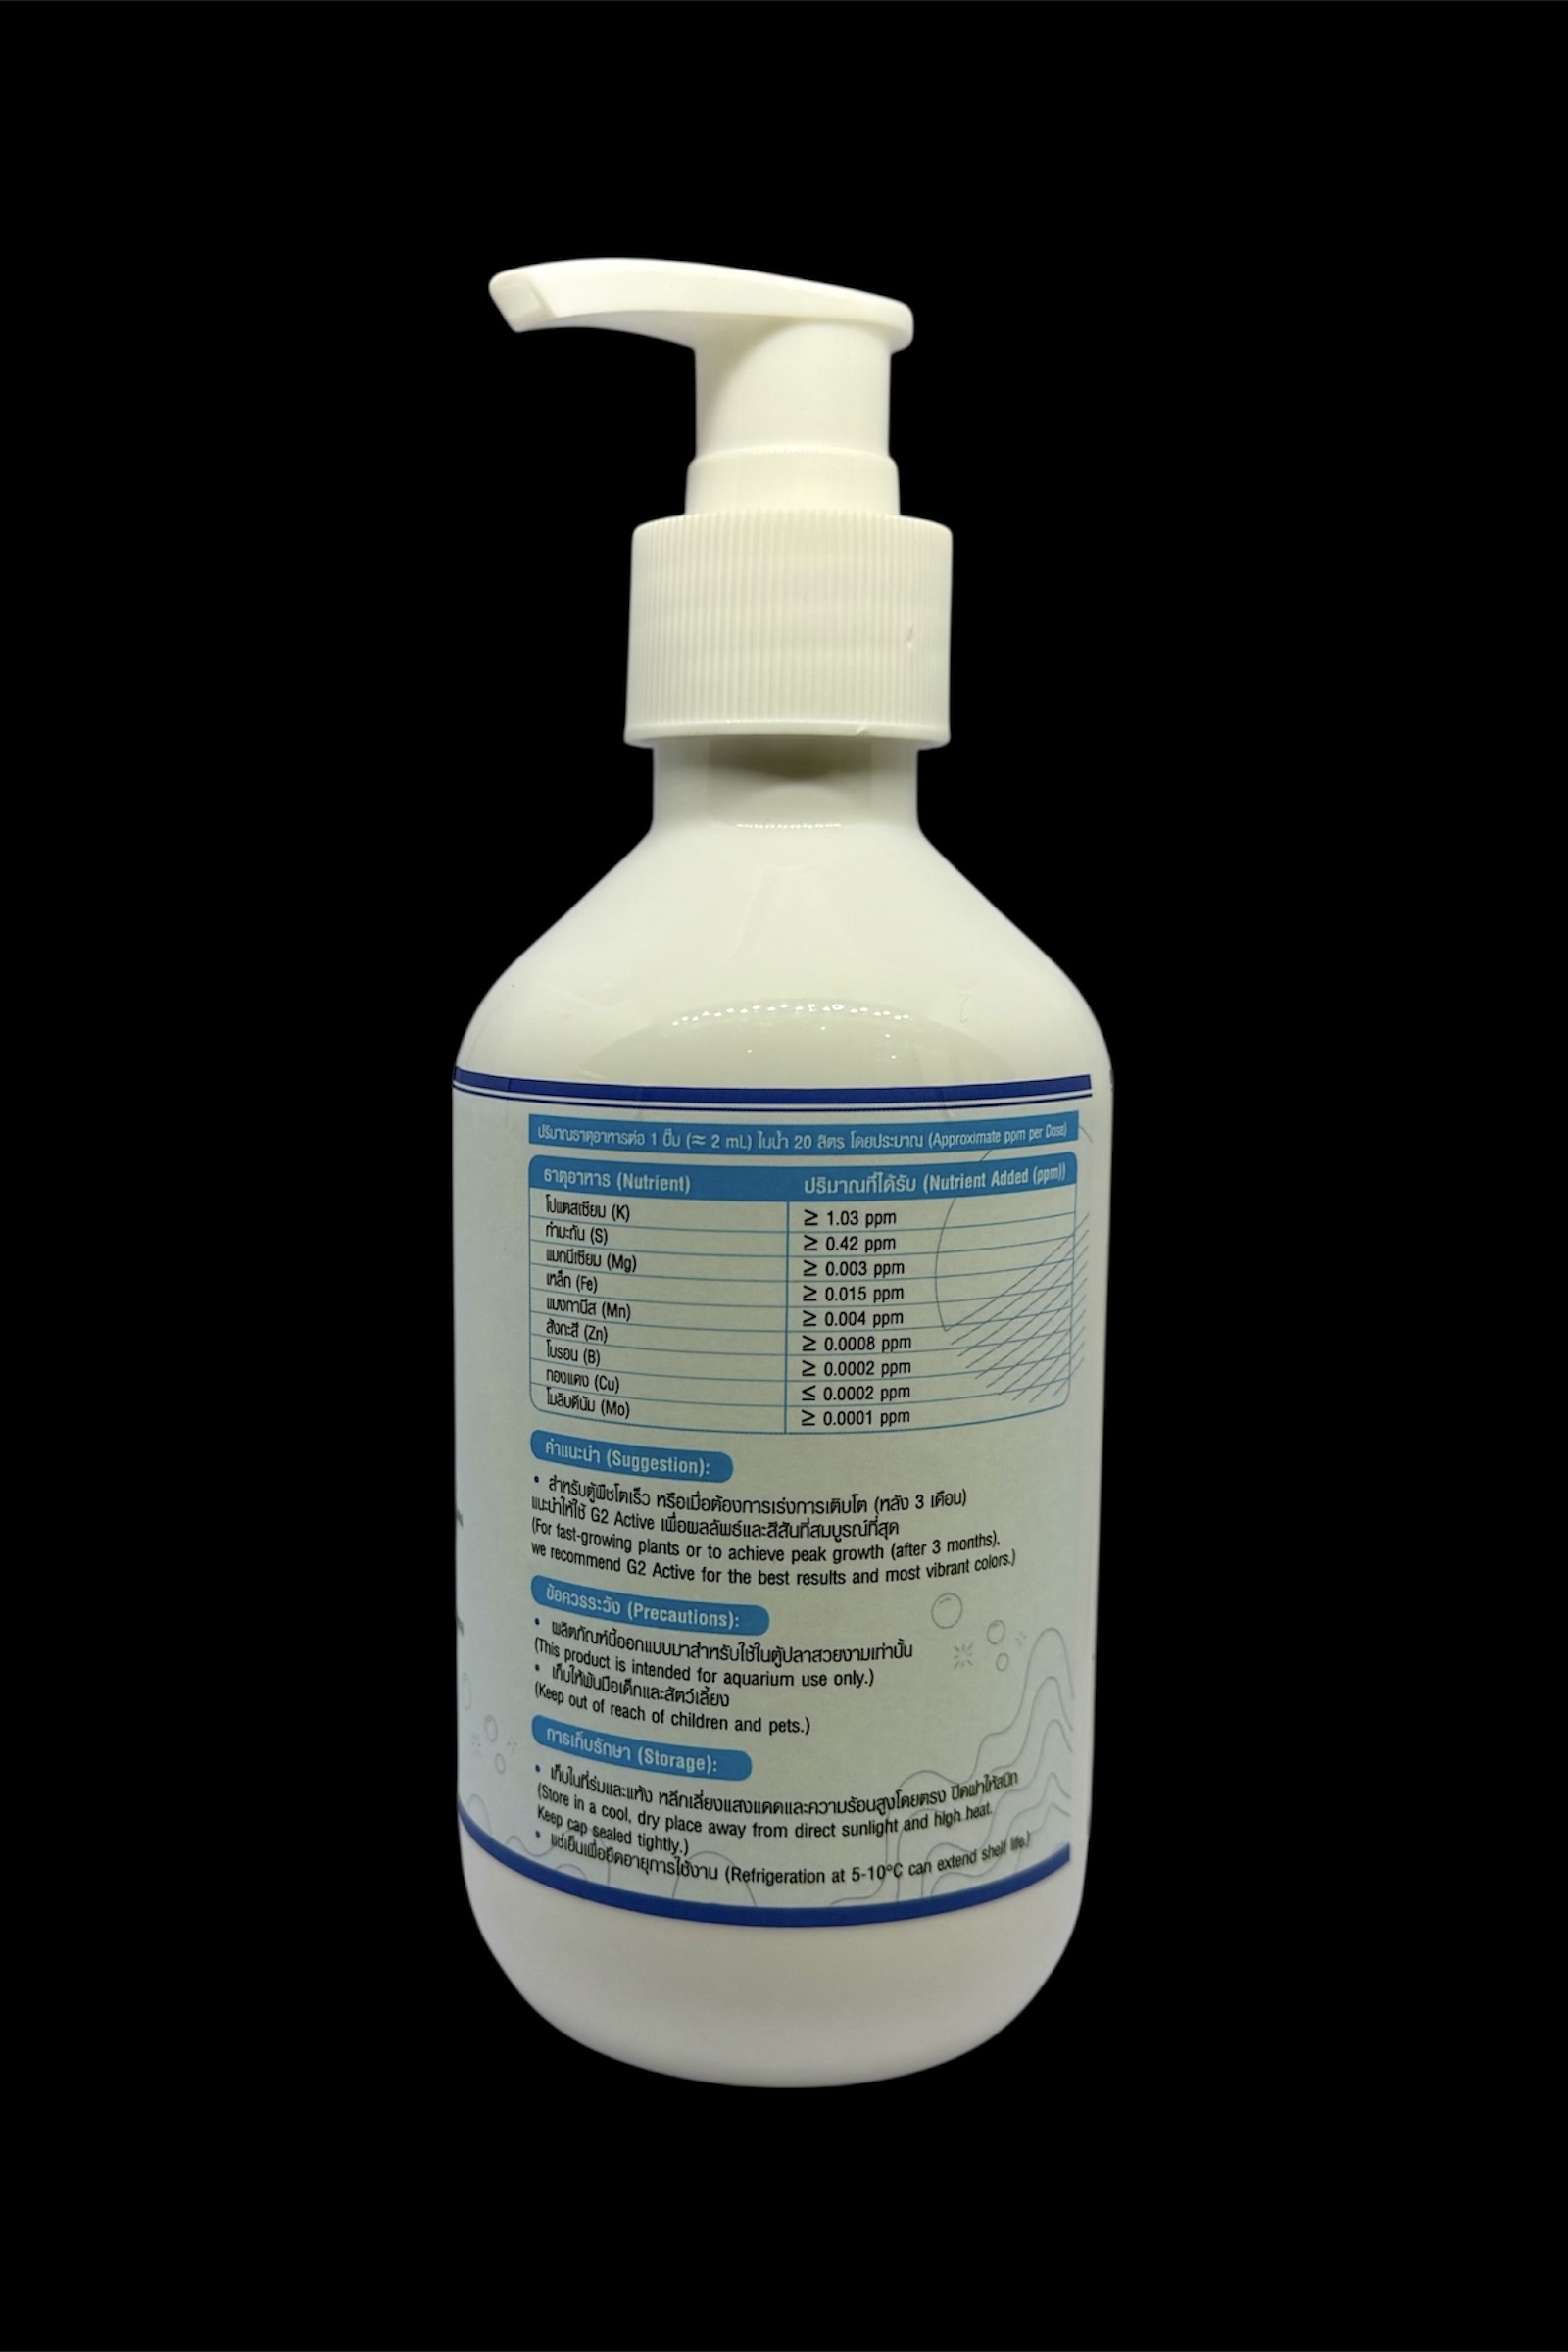 ปริมาณธาตุอาหารต่อ 1 ปั๊ม (≈ 2 mL) ในน้ำ 20 ลิตร โดยประมาณ (Approximate ppm per Dose)
ธาตุอาหาร (Nutrient) ปริมาณที่ได้รับ (Nutrient Added (ppm))
โปแตสเซียม (K) ≥ 1.03 ppm
กำมะถัน (S) ≥ 0.42 ppm
แมกนีเซียม (Mg) ≥ 0.003 ppm
เหล็ก (Fe) ≥ 0.015 ppm
แมงกานีส (Mn) ≥ 0.004 ppm
สังกะสี (Zn) ≥ 0.0008 ppm
โบรอน (B) ≥ 0.0002 ppm
ทองแดง (Cu) ≤ 0.0002 ppm
โมลิบดีนัม (Mo) ≥ 0.0001 ppm
คำแนะนำ (Suggestion):
• สำหรับตู้พืชโตเร็ว หรือเมื่อต้องการเร่งการเติบโต (หลัง 3 เดือน)
แนะนำให้ใช้ G2 Active เพื่อผลลัพธ์และสีสันที่สมบูรณ์ที่สุด
(For fast-growing plants or to achieve peak growth (after 3 months),
we recommend G2 Active for the best results and most vibrant colors.)
ข้อควรระวัง (Precautions):
• ผลิตภัณฑ์นี้ออกแบบมาสำหรับใช้ในตู้ปลาสวยงามเท่านั้น
(This product is intended for aquarium use only.)
• เก็บให้พ้นมือเด็กและสัตว์เลี้ยง
(Keep out of reach of children and pets.)
การเก็บรักษา (Storage):
• เก็บในที่ร่มและแห้ง หลีกเลี่ยงแสงแดดและความร้อนสูงโดยตรง ปิดฝาให้สนิท
(Store in a cool, dry place away from direct sunlight and high heat.
Keep cap sealed tightly.)
• แช่เย็นเพื่อยืดอายุการใช้งาน (Refrigeration at 5-10°C can extend shelf life.)